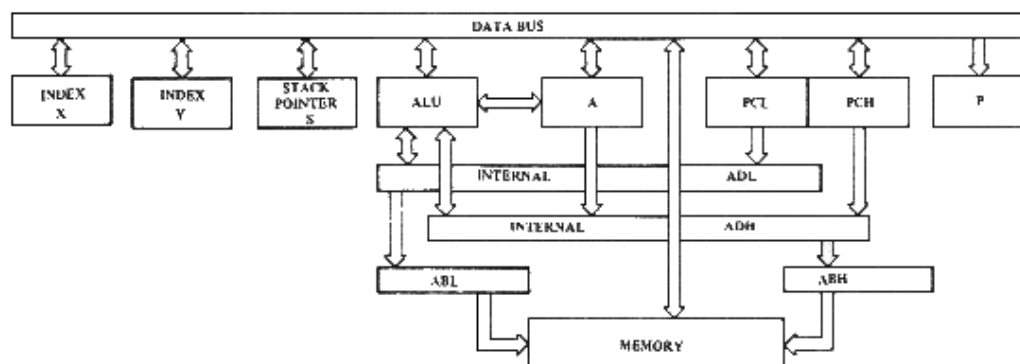 DATA BUS
INDEX
X
INDEX
Y
STACK
POINTER
S
ALU
A
PCL
PCH
P
INTERNAL ADL
INTERNAL ADH
ABL
ABH
MEMORY